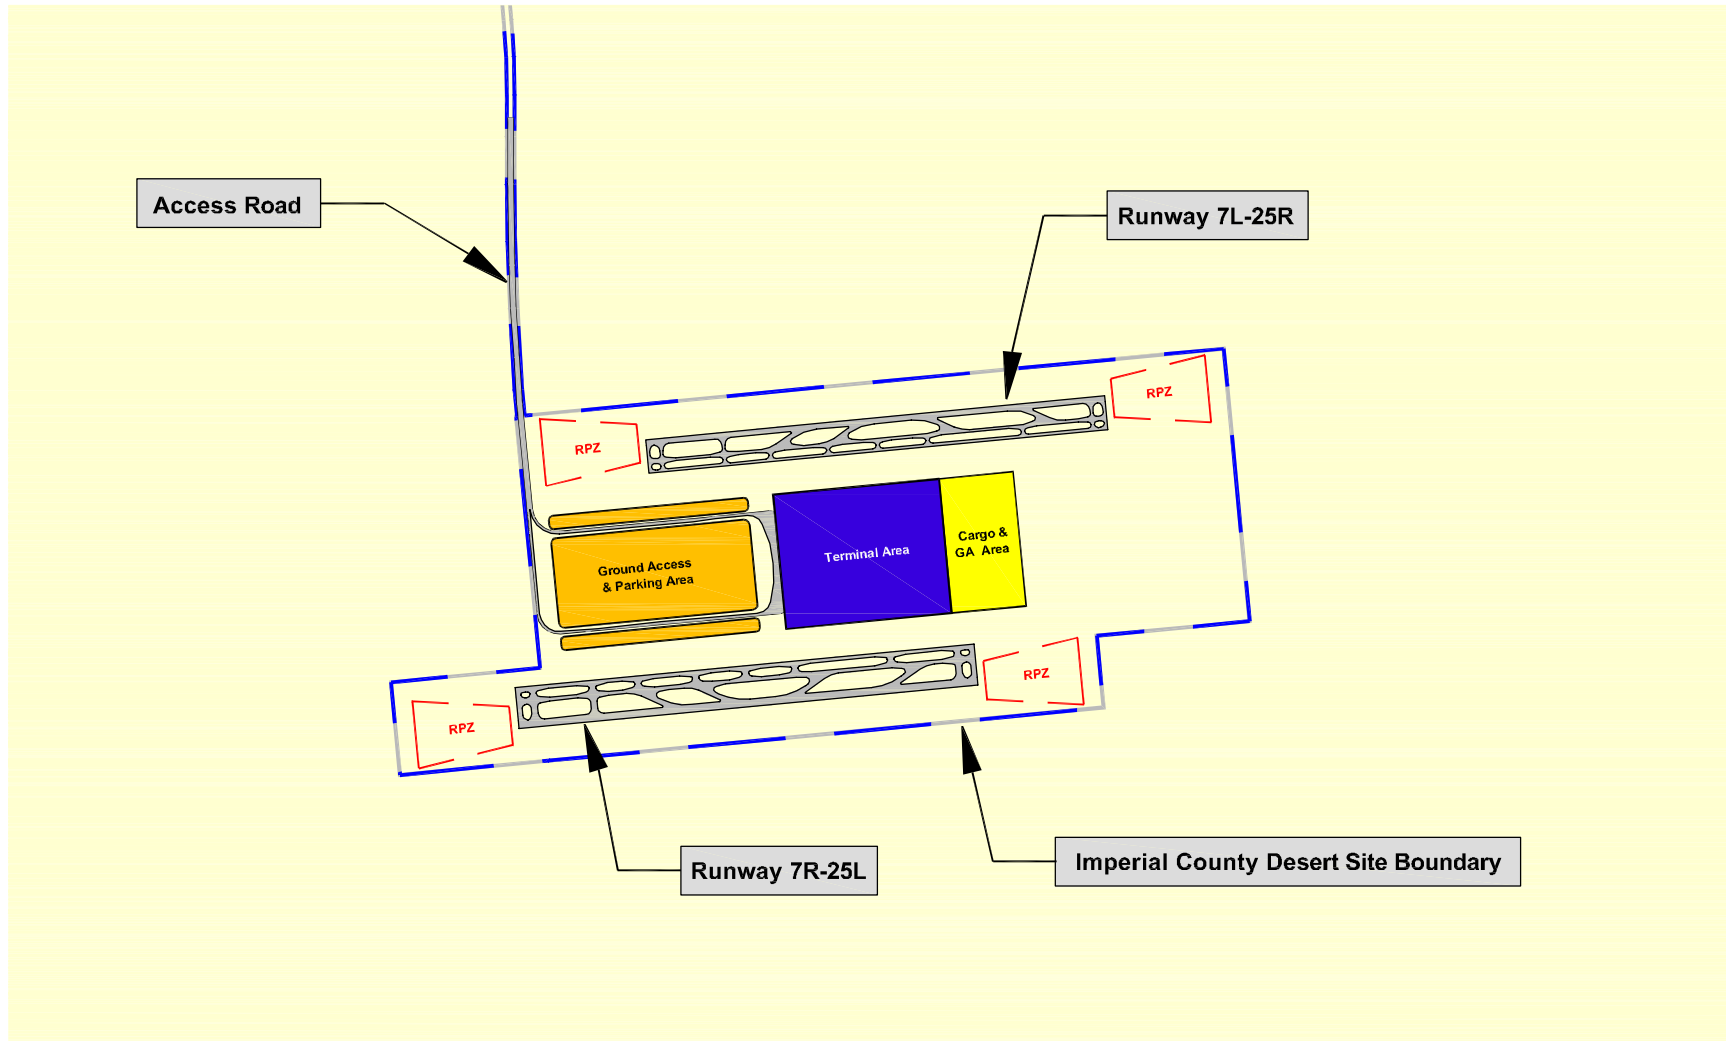 Access Road
Runway 7L-25R
RPZ
RPZ
Cargo &
GA Area
Terminal Area
Ground Access
& Parking Area
RPZ
RPZ
Imperial County Desert Site Boundary
Runway 7R-25L